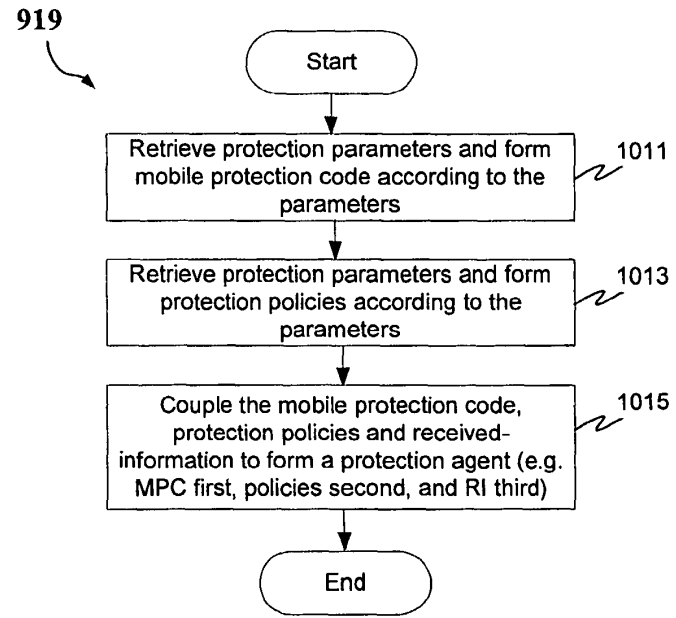 919
Start
Retrieve protection parameters and form
mobile protection code according to the
parameters
1011
Retrieve protection parameters and form
protection policies according to the
parameters
1013
Couple the mobile protection code,
protection policies and received-
information to form a protection agent (e.g.
MPC first, policies second, and RI third)
1015
End